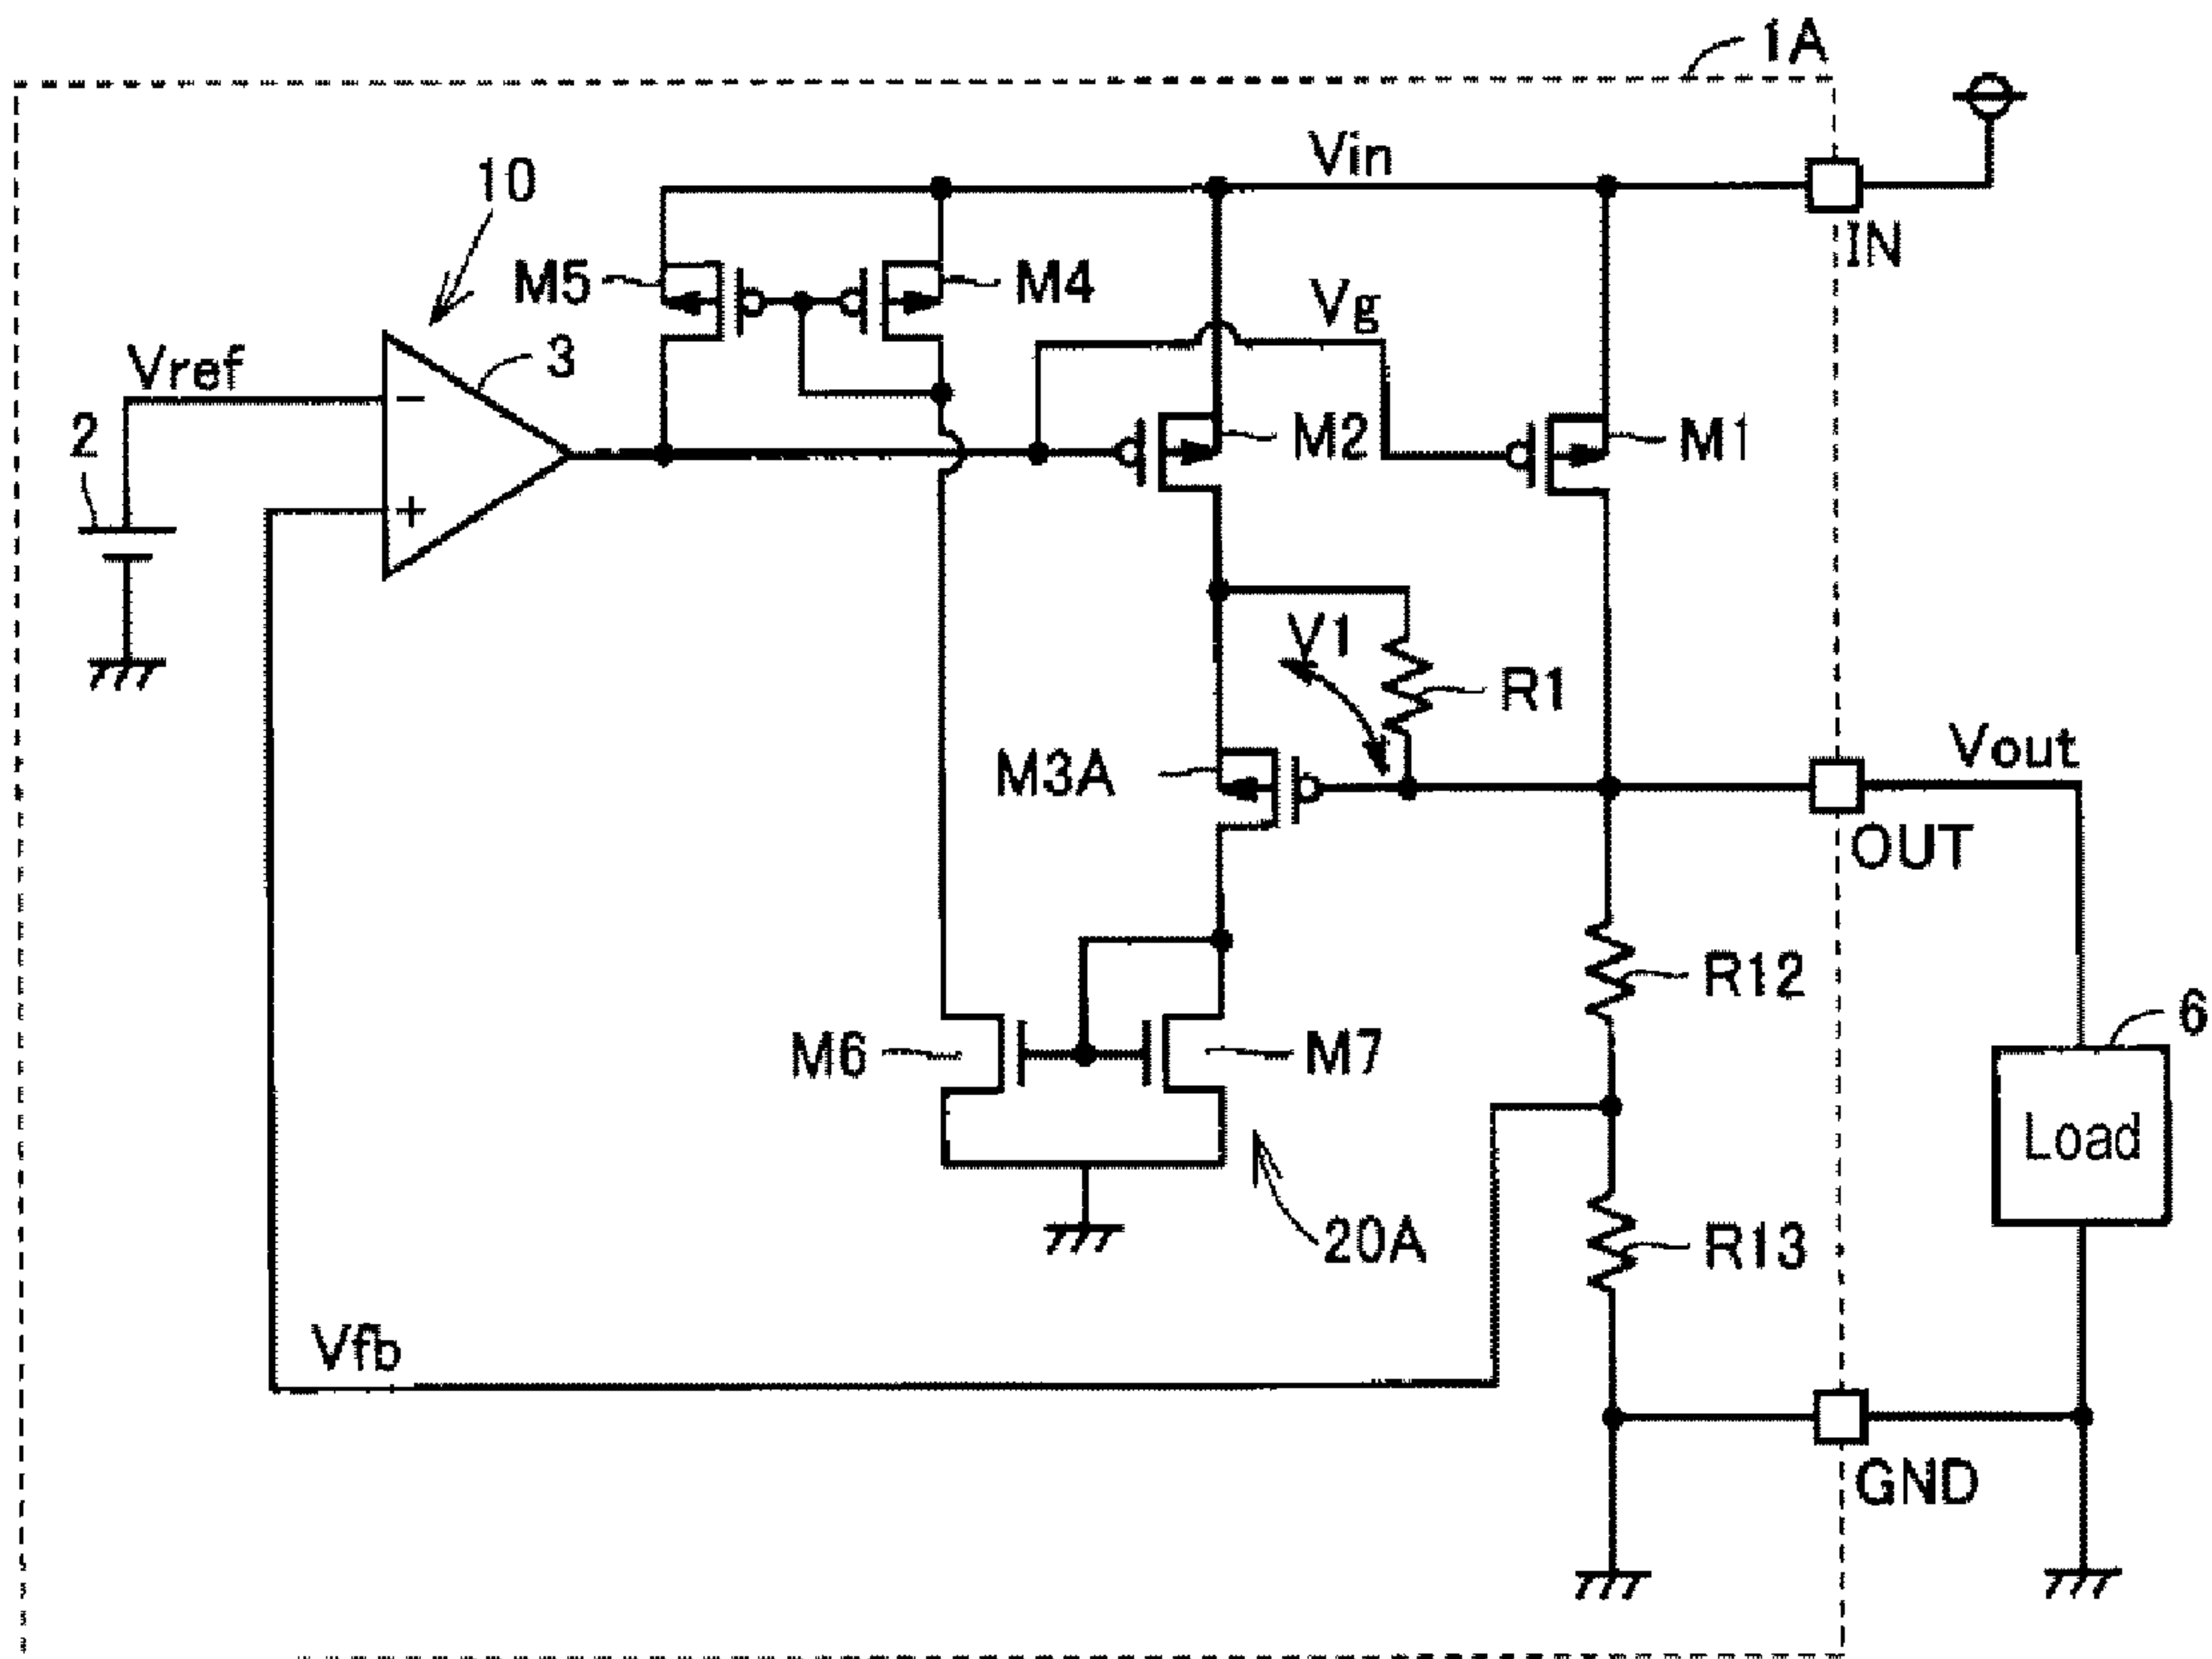 1A
Vin
10
IN
M5
M4
Vg
Vref
3
−
2
M2
M1
+
V1
R1
M3A
Vout
OUT
R12
6
M6
M7
Load
20A
R13
Vfb
GND